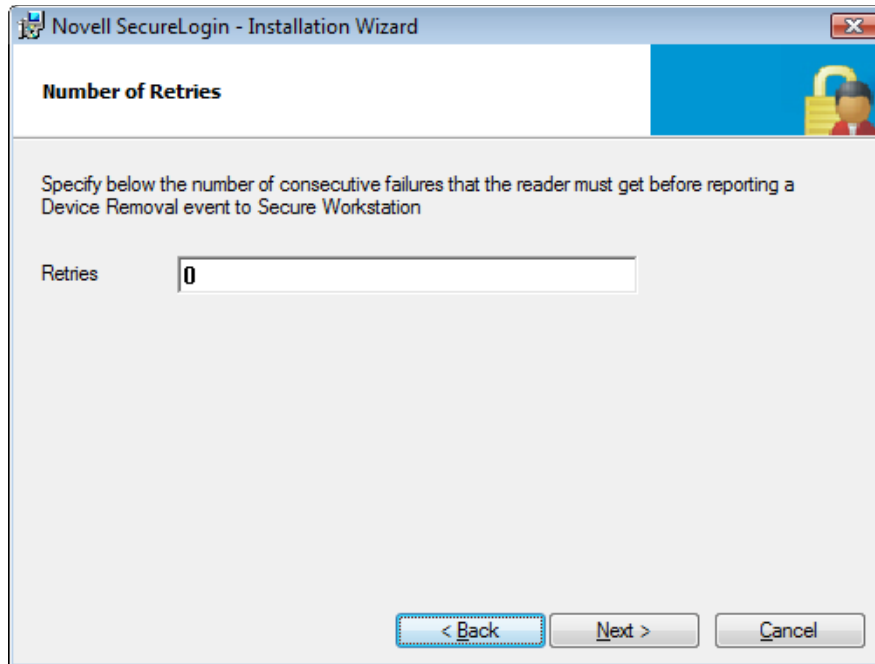 Novell SecureLogin - Installation Wizard
Number of Retries
Specify below the number of consecutive failures that the reader must get before reporting a
Device Removal event to Secure Workstation
Retries 0
< Back Next > Cancel